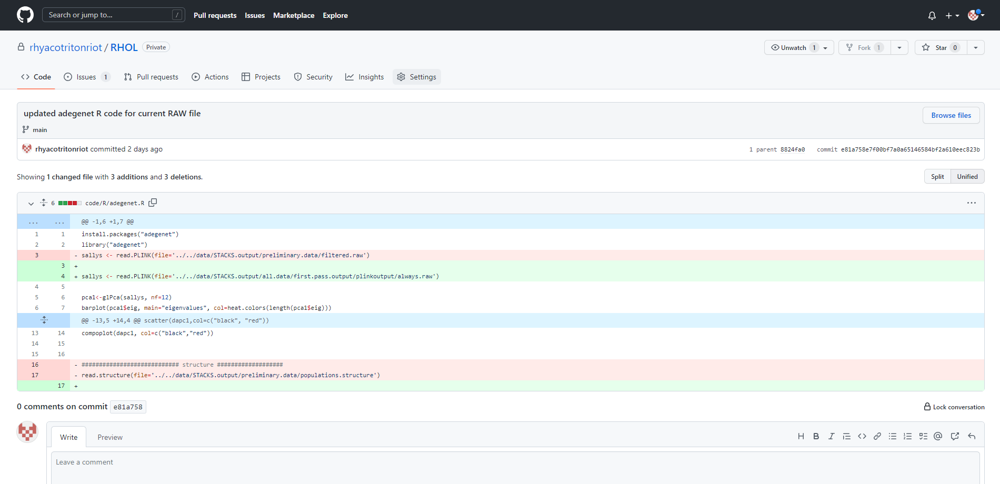 Search or jump to... / Pull requests Issues Marketplace Explore
rhyacotritonriot / RHOL Private Unwatch 1 Fork 1 Star 0
Code Issues 1 Pull requests Actions Projects Security Insights Settings
updated adegenet R code for current RAW file Browse files
main
rhyacotritonriot committed 2 days ago 1 parent 8824fa0 commit e81a758e7f00bf7a0a65146584bf2a610eec823b
Showing 1 changed file with 3 additions and 3 deletions. Split Unified
6 code/R/adegenet.R ...
... ... @@ -1,6 +1,7 @@
1 1 install.packages("adegenet")
2 2 library("adegenet")
3 - sallys <- read.PLINK(file='../../data/STACKS.output/preliminary.data/filtered.raw')
3 +
4 + sallys <- read.PLINK(file='../../data/STACKS.output/all.data/first.pass.output/plinkoutput/always.raw')
4 5
5 6 pca1<-glPca(sallys, nf=12)
6 7 barplot(pca1$eig, main="eigenvalues", col=heat.colors(length(pca1$eig)))
@@ -13,5 +14,4 @@ scatter(dapc1,col=c("black", "red"))
13 14 compoplot(dapc1, col=c("black","red"))
14 15
15 16
16 - ############################ structure ###################
17 - read.structure(file='../../data/STACKS.output/preliminary.data/populations.structure')
17 +
0 comments on commit e81a758 Lock conversation
Write Preview H B I @
Leave a comment